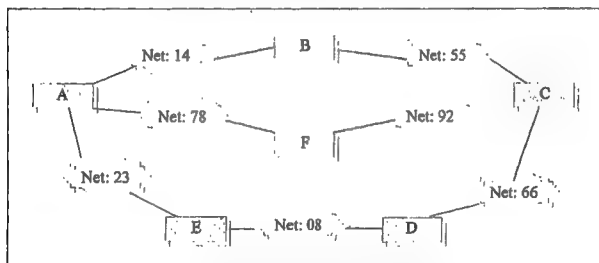 B
Net: 14
Net: 55
A
C
Net: 78
Net: 92
F
Net: 23
Net: 66
E
Net: 08
D